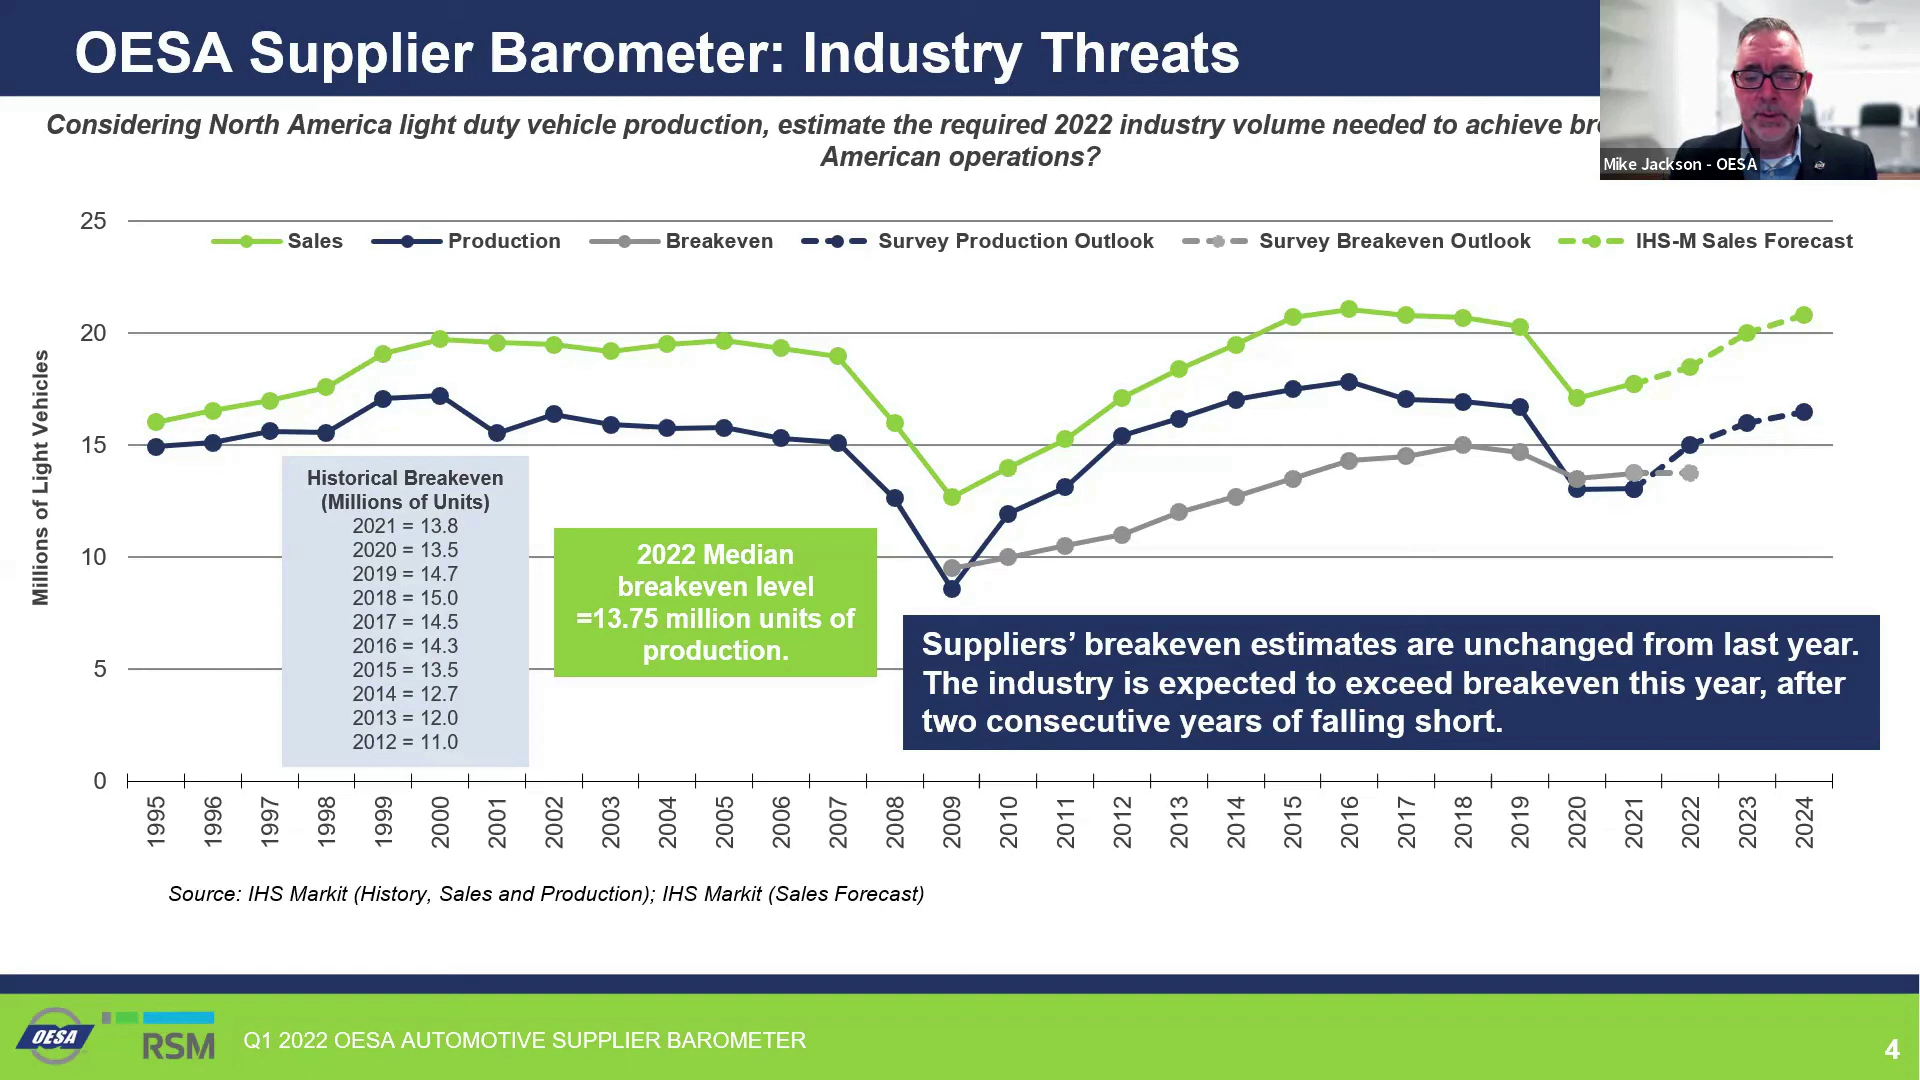 OESA Supplier Barometer: Industry Threats
Mike Jackson - OESA
Considering North America light duty vehicle production, estimate the required 2022 industry volume needed to achieve
American operations?
Sales
Production
Breakeven
Survey Production Outlook
Survey Breakeven Outlook
IHS-M Sales Forecast
Millions of Light Vehicles
25
20
15
10
5
0
Historical Breakeven
(Millions of Units)
2021 = 13.8
2020 = 13.5
2019 = 14.7
2018 = 15.0
2017 = 14.5
2016 = 14.3
2015 = 13.5
2014 = 12.7
2013 = 12.0
2012 = 11.0
2022 Median
breakeven level
=13.75 million units of
production.
Suppliers’ breakeven estimates are unchanged from last year.
The industry is expected to exceed breakeven this year, after
two consecutive years of falling short.
1995
1996
1997
1998
1999
2000
2001
2002
2003
2004
2005
2006
2007
2008
2009
2010
2011
2012
2013
2014
2015
2016
2017
2018
2019
2020
2021
2022
2023
2024
Source: IHS Markit (History, Sales and Production); IHS Markit (Sales Forecast)
OESA
RSM
Q1 2022 OESA AUTOMOTIVE SUPPLIER BAROMETER
4